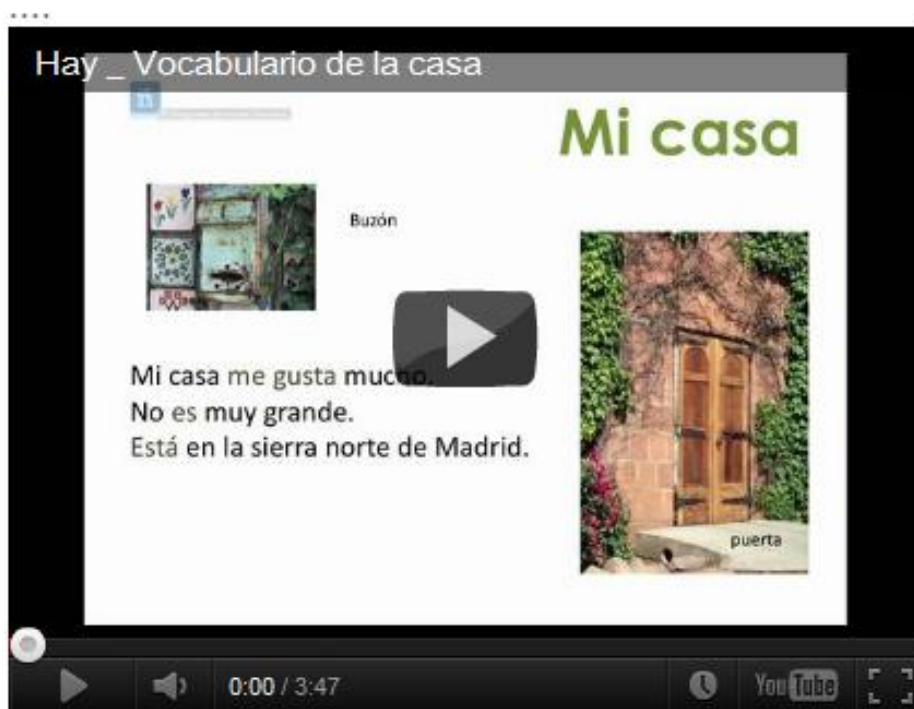 Hay _ Vocabulario de la casa
Mi casa
Buzón
Mi casa me gusta mucho.
No es muy grande.
Está en la sierra norte de Madrid.
puerta
0:00 / 3:47
YouTube